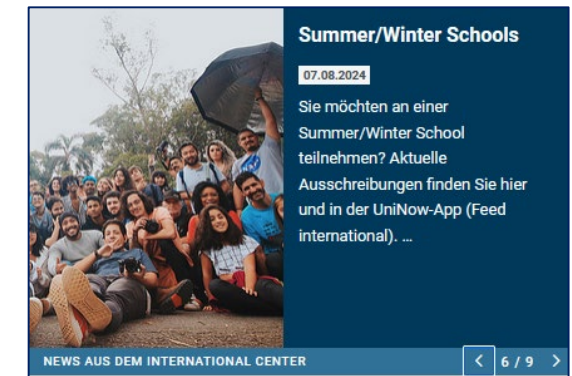 Summer/Winter Schools
07.08.2024
Sie möchten an einer
Summer/Winter School
teilnehmen? Aktuelle
Ausschreibungen finden Sie hier
und in der UniNow-App (Feed
international). ...
NEWS AUS DEM INTERNATIONAL CENTER
6 / 9